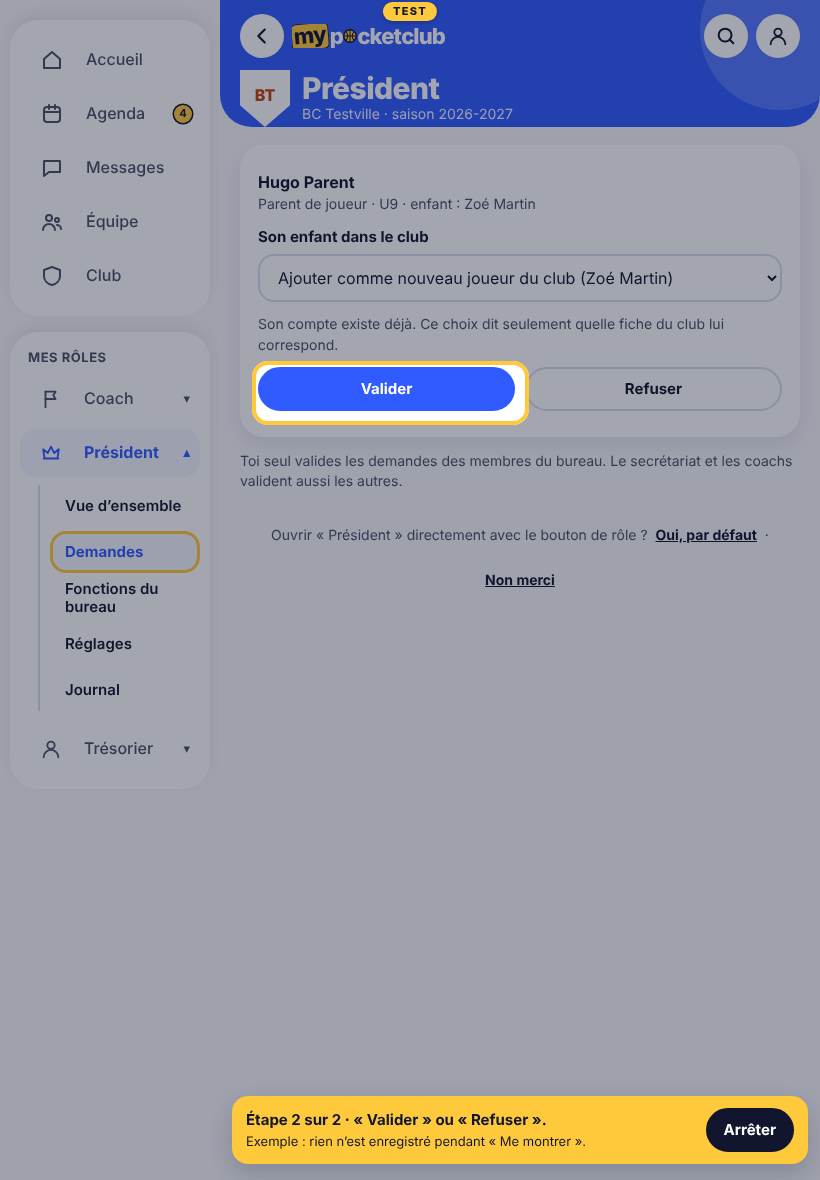 TEST
mypocketclub
BT
Président
BC Testville · saison 2026-2027
Accueil
Agenda 4
Messages
Équipe
Club
MES RÔLES
Coach ▾
Président ▴
Vue d’ensemble
Demandes
Fonctions du
bureau
Réglages
Journal
Trésorier ▾
Hugo Parent
Parent de joueur · U9 · enfant : Zoé Martin
Son enfant dans le club
Ajouter comme nouveau joueur du club (Zoé Martin)
Son compte existe déjà. Ce choix dit seulement quelle fiche du club lui
correspond.
Valider Refuser
Toi seul valides les demandes des membres du bureau. Le secrétariat et les coachs
valident aussi les autres.
Ouvrir « Président » directement avec le bouton de rôle ? Oui, par défaut ·
Non merci
Étape 2 sur 2 · « Valider » ou « Refuser ».
Exemple : rien n’est enregistré pendant « Me montrer ».
Arrêter